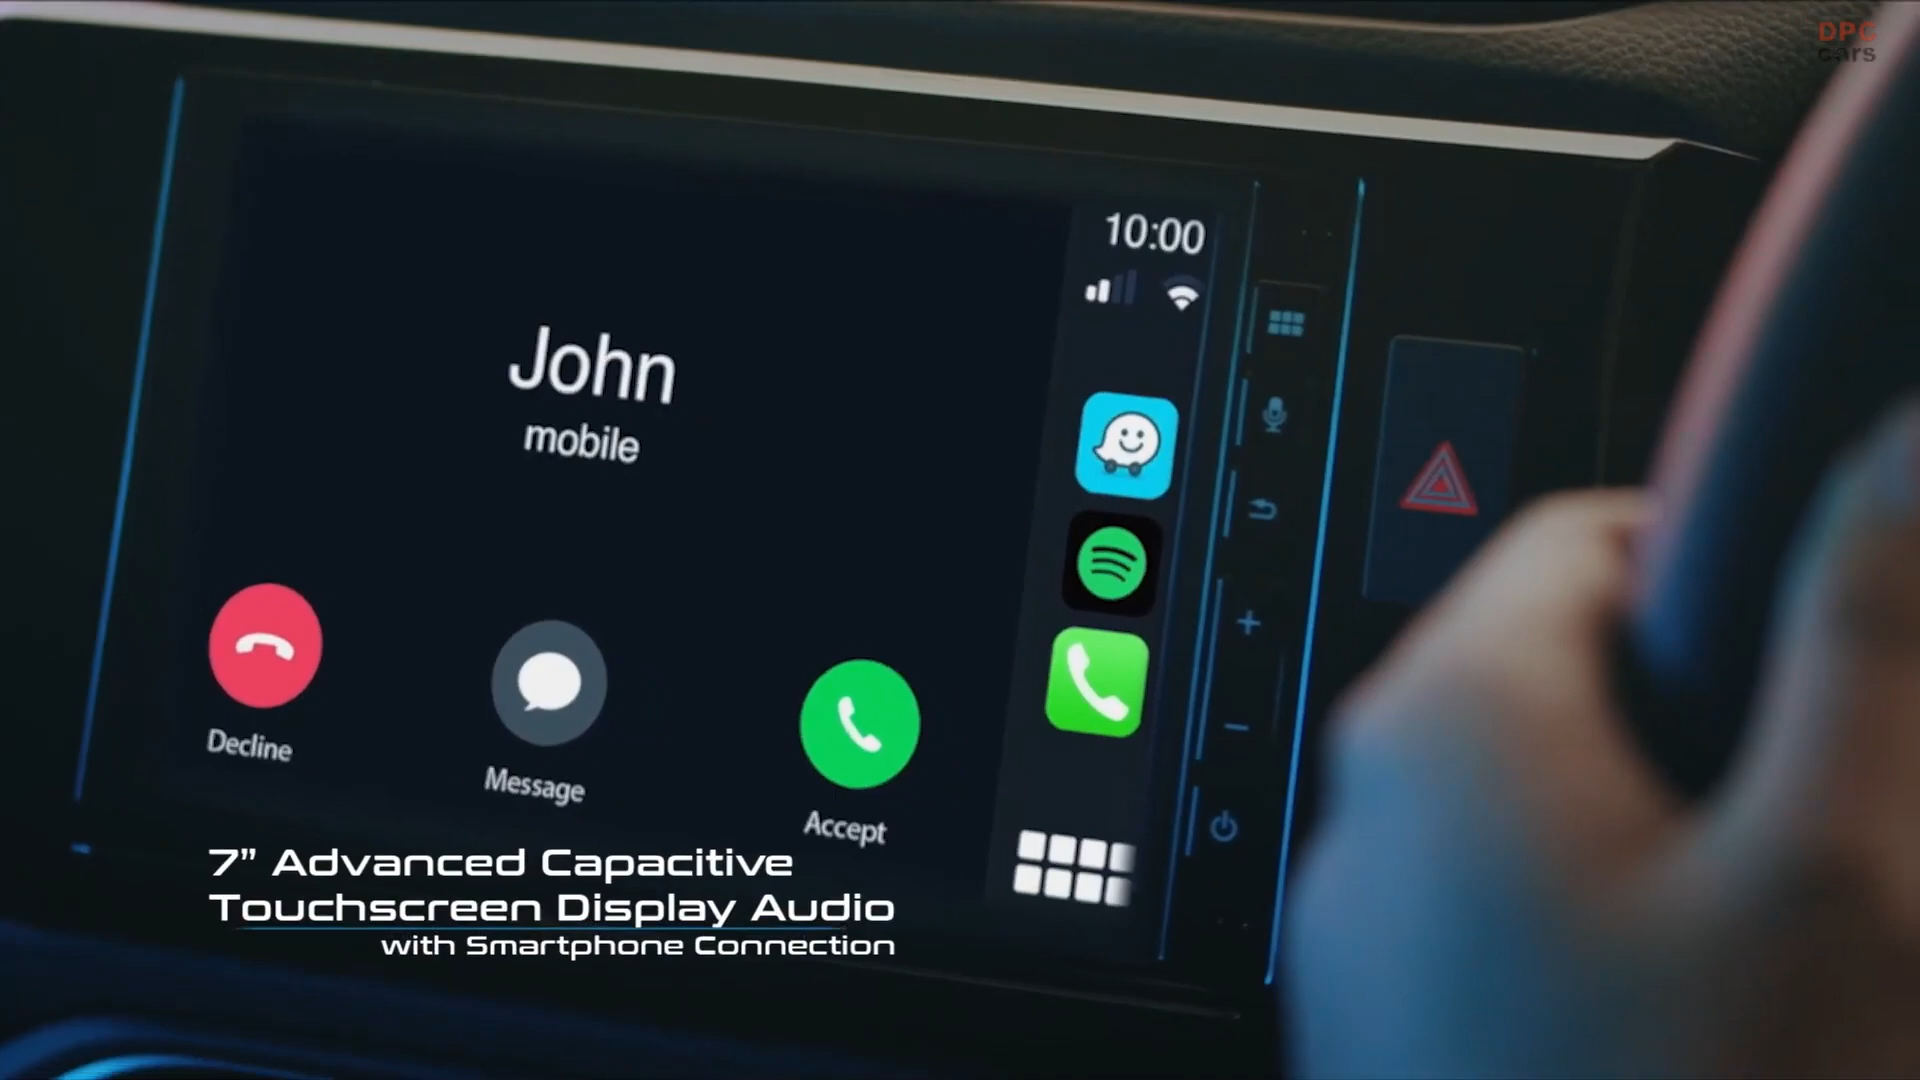 DPC
cars
10:00
John
mobile
Decline
Message
Accept
7” Advanced Capacitive
Touchscreen Display Audio
with Smartphone Connection